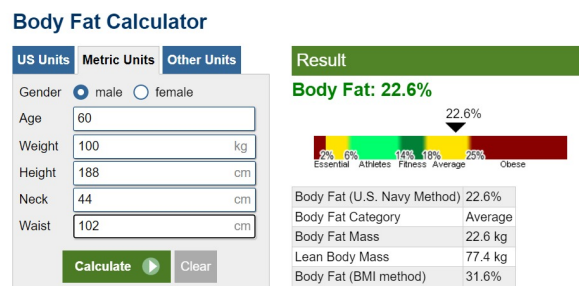 Body Fat Calculator
US Units Metric Units Other Units
Gender male female
Age 60
Weight 100 kg
Height 188 cm
Neck 44 cm
Waist 102 cm
Calculate Clear
Result
Body Fat: 22.6%
22.6%
2% 6% 14% 18% 25%
Essential Athletes Fitness Average Obese
Body Fat (U.S. Navy Method) 22.6%
Body Fat Category Average
Body Fat Mass 22.6 kg
Lean Body Mass 77.4 kg
Body Fat (BMI method) 31.6%